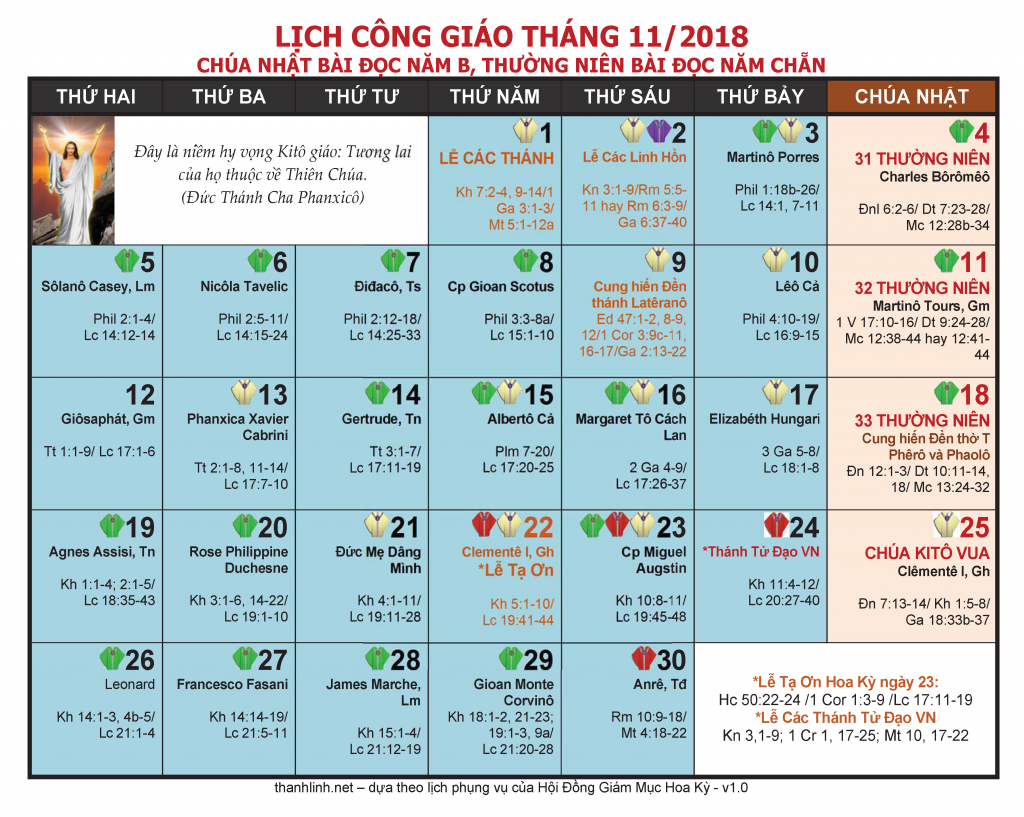 LỊCH CÔNG GIÁO THÁNG 11/2018
CHÚA NHẬT BÀI ĐỌC NĂM B, THƯỜNG NIÊN BÀI ĐỌC NĂM CHẴN
THỨ HAI
THỨ BA
THỨ TƯ
THỨ NĂM
THỨ SÁU
THỨ BẢY
CHÚA NHẬT
Đây là niềm hy vọng Kitô giáo: Tương lai
của họ thuộc về Thiên Chúa.
(Đức Thánh Cha Phanxicô)
1
LỄ CÁC THÁNH
Kh 7:2-4, 9-14/1
Ga 3:1-3/
Mt 5:1-12a
2
Lễ Các Linh Hồn
Kn 3:1-9/Rm 5:5-
11 hay Rm 6:3-9/
Ga 6:37-40
3
Martinô Porres
Phil 1:18b-26/
Lc 14:1, 7-11
4
31 THƯỜNG NIÊN
Charles Bôrômêô
Đnl 6:2-6/ Dt 7:23-28/
Mc 12:28b-34
5
Sôlanô Casey, Lm
Phil 2:1-4/
Lc 14:12-14
6
Nicôla Tavelic
Phil 2:5-11/
Lc 14:15-24
7
Điđacô, Ts
Phil 2:12-18/
Lc 14:25-33
8
Cp Gioan Scotus
Phil 3:3-8a/
Lc 15:1-10
9
Cung hiến Đền
thánh Latêranô
Ed 47:1-2, 8-9,
12/1 Cor 3:9c-11,
16-17/Ga 2:13-22
10
Lêô Cả
Phil 4:10-19/
Lc 16:9-15
11
32 THƯỜNG NIÊN
Martinô Tours, Gm
1 V 17:10-16/ Dt 9:24-28/
Mc 12:38-44 hay 12:41-
44
12
Giôsaphát, Gm
Tt 1:1-9/ Lc 17:1-6
13
Phanxica Xavier
Cabrini
Tt 2:1-8, 11-14/
Lc 17:7-10
14
Gertrude, Tn
Tt 3:1-7/
Lc 17:11-19
15
Albertô Cả
Plm 7-20/
Lc 17:20-25
16
Margaret Tô Cách
Lan
2 Ga 4-9/
Lc 17:26-37
17
Elizabéth Hungari
3 Ga 5-8/
Lc 18:1-8
18
33 THƯỜNG NIÊN
Cung hiến Đền thờ T
Phêrô và Phaolô
Đn 12:1-3/ Dt 10:11-14,
18/ Mc 13:24-32
19
Agnes Assisi, Tn
Kh 1:1-4; 2:1-5/
Lc 18:35-43
20
Rose Philippine
Duchesne
Kh 3:1-6, 14-22/
Lc 19:1-10
21
Đức Mẹ Dâng
Mình
Kh 4:1-11/
Lc 19:11-28
22
Clementê I, Gh
*Lễ Tạ Ơn
Kh 5:1-10/
Lc 19:41-44
23
Cp Miguel
Augstin
Kh 10:8-11/
Lc 19:45-48
24
*Thánh Tử Đạo VN
Kh 11:4-12/
Lc 20:27-40
25
CHÚA KITÔ VUA
Clêmêntê I, Gh
Đn 7:13-14/ Kh 1:5-8/
Ga 18:33b-37
26
Leonard
Kh 14:1-3, 4b-5/
Lc 21:1-4
27
Francesco Fasani
Kh 14:14-19/
Lc 21:5-11
28
James Marche,
Lm
Kh 15:1-4/
Lc 21:12-19
29
Gioan Monte
Corvinô
Kh 18:1-2, 21-23;
19:1-3, 9a/
Lc 21:20-28
30
Anrê, Tđ
Rm 10:9-18/
Mt 4:18-22
*Lễ Tạ Ơn Hoa Kỳ ngày 23:
Hc 50:22-24 /1 Cor 1:3-9 /Lc 17:11-19
*Lễ Các Thánh Tử Đạo VN
Kn 3,1-9; 1 Cr 1, 17-25; Mt 10, 17-22
thanhlinh.net – dựa theo lịch phụng vụ của Hội Đồng Giám Mục Hoa Kỳ - v1.0